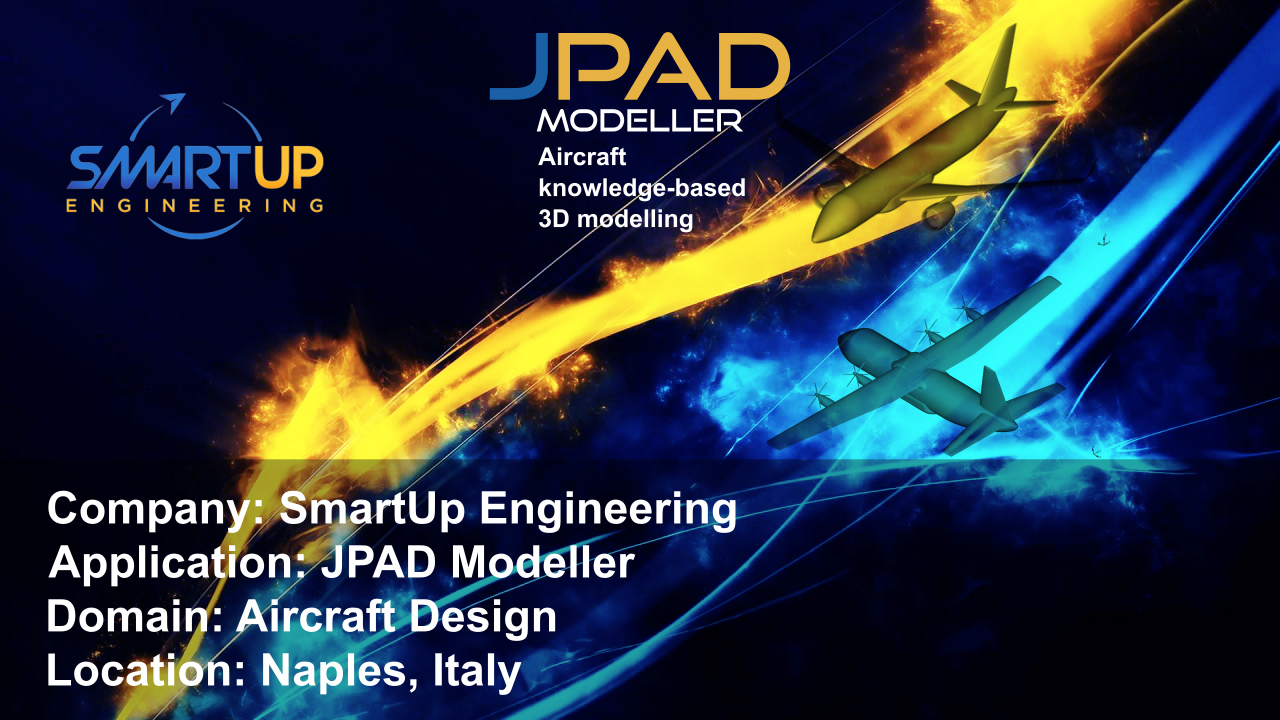 JPAD
MODELLER
Aircraft
knowledge-based
3D modelling
SMARTUP
ENGINEERING
Company: SmartUp Engineering
Application: JPAD Modeller
Domain: Aircraft Design
Location: Naples, Italy